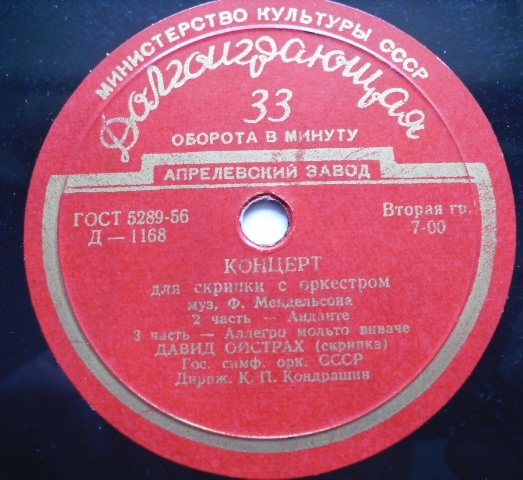 МИНИСТЕРСТВО КУЛЬТУРЫ СССР
Долгоиграющая
33
ОБОРОТА В МИНУТУ
АПРЕЛЕВСКИЙ ЗАВОД
ГОСТ 5289-56
Д — 1168
Вторая гр.
7-00
КОНЦЕРТ
для скрипки с оркестром
муз. Ф. Мендельсона
2 часть — Анданте
3 часть — Аллегро мольто виваче
ДАВИД ОЙСТРАХ (скрипка)
Гос. симф. орк. СССР
Дириж. К. П. Кондрашин